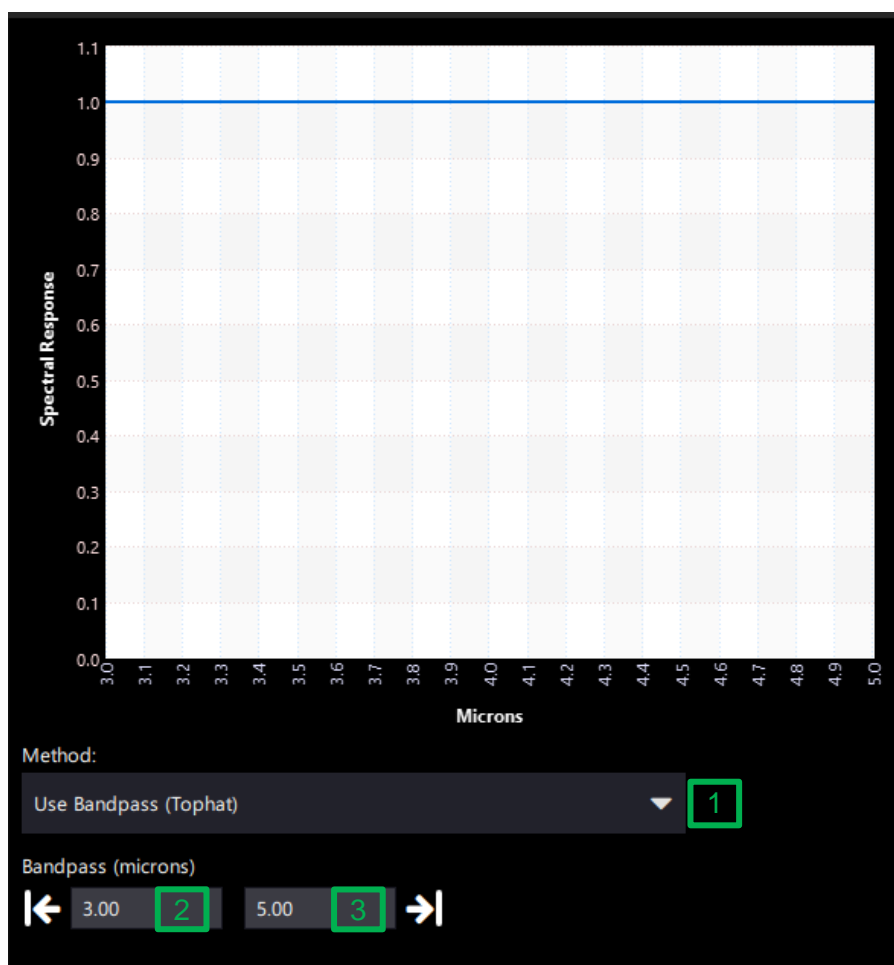 1.1
1.0
0.9
0.8
0.7
0.6
0.5
0.4
0.3
0.2
0.1
0.0
Spectral Response
3.0 3.1 3.2 3.3 3.4 3.5 3.6 3.7 3.8 3.9 4.0 4.1 4.2 4.3 4.4 4.5 4.6 4.7 4.8 4.9 5.0
Microns
Method:
Use Bandpass (Tophat) 1
Bandpass (microns)
3.00 2 5.00 3